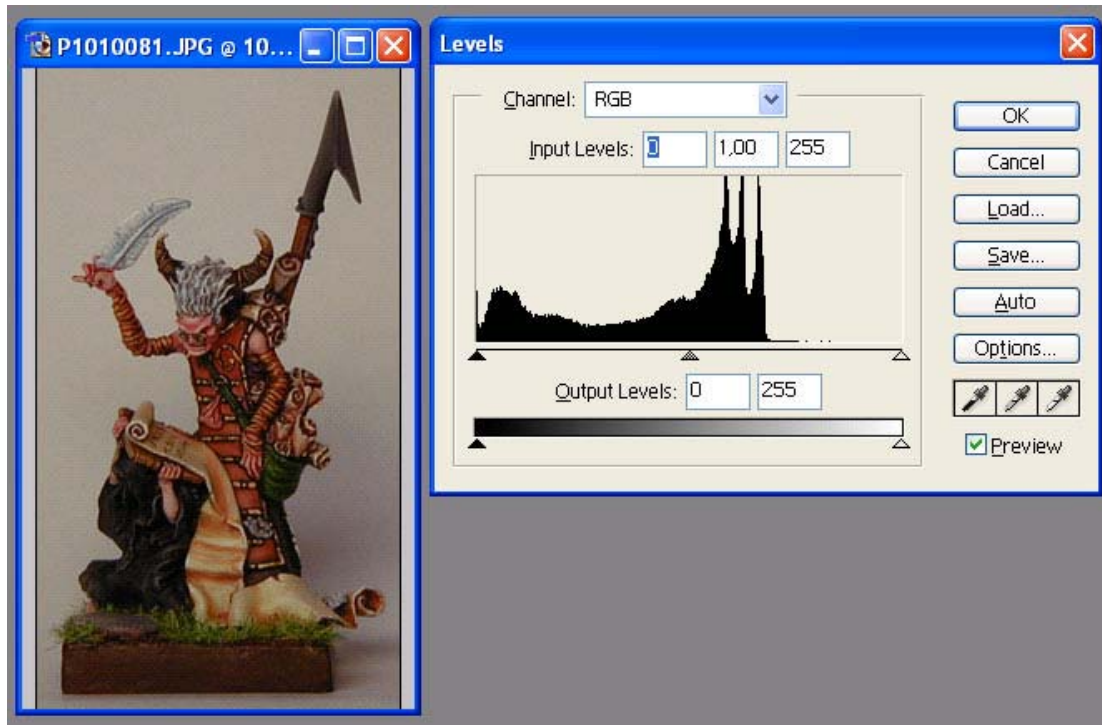 P1010081.JPG @ 10...
Levels
Channel: RGB
Input Levels: 0 1,00 255
Output Levels: 0 255
OK
Cancel
Load...
Save...
Auto
Options...
Preview